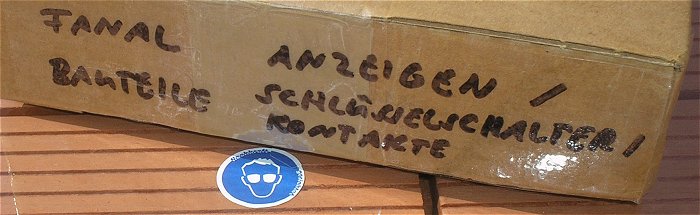 FANAL
BAUTEILE
ANZEIGEN /
SCHLÜSSELSCHALTER /
KONTAKTE